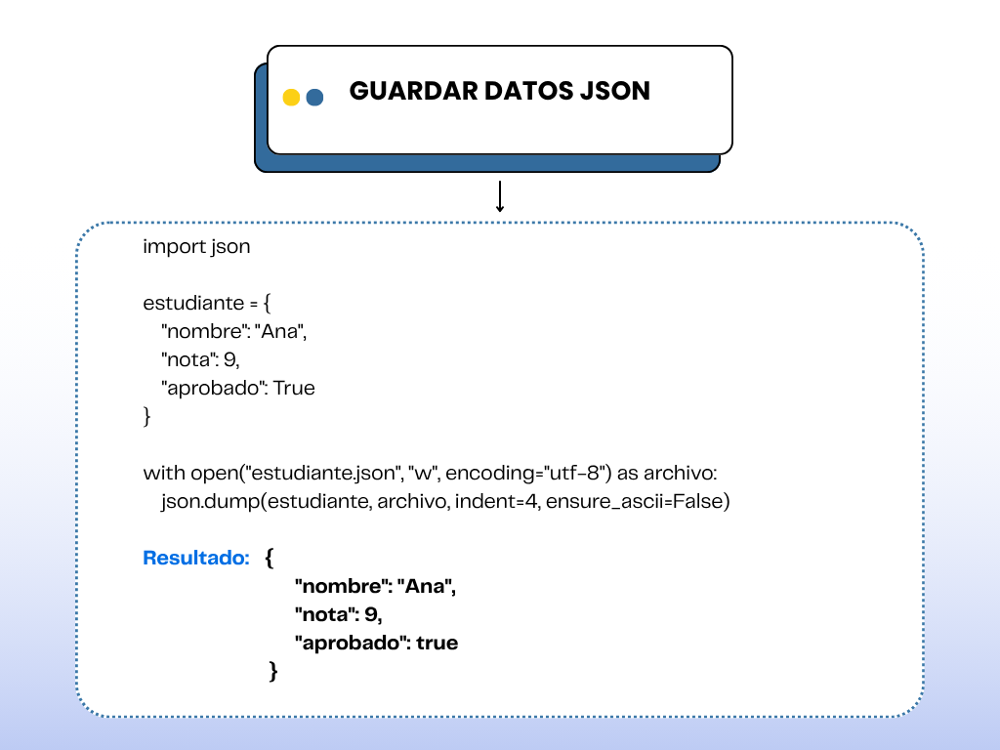 GUARDAR DATOS JSON
import json
estudiante = {
"nombre": "Ana",
"nota": 9,
"aprobado": True
}
with open("estudiante.json", "w", encoding="utf-8") as archivo:
json.dump(estudiante, archivo, indent=4, ensure_ascii=False)
Resultado: {
"nombre": "Ana",
"nota": 9,
"aprobado": true
}